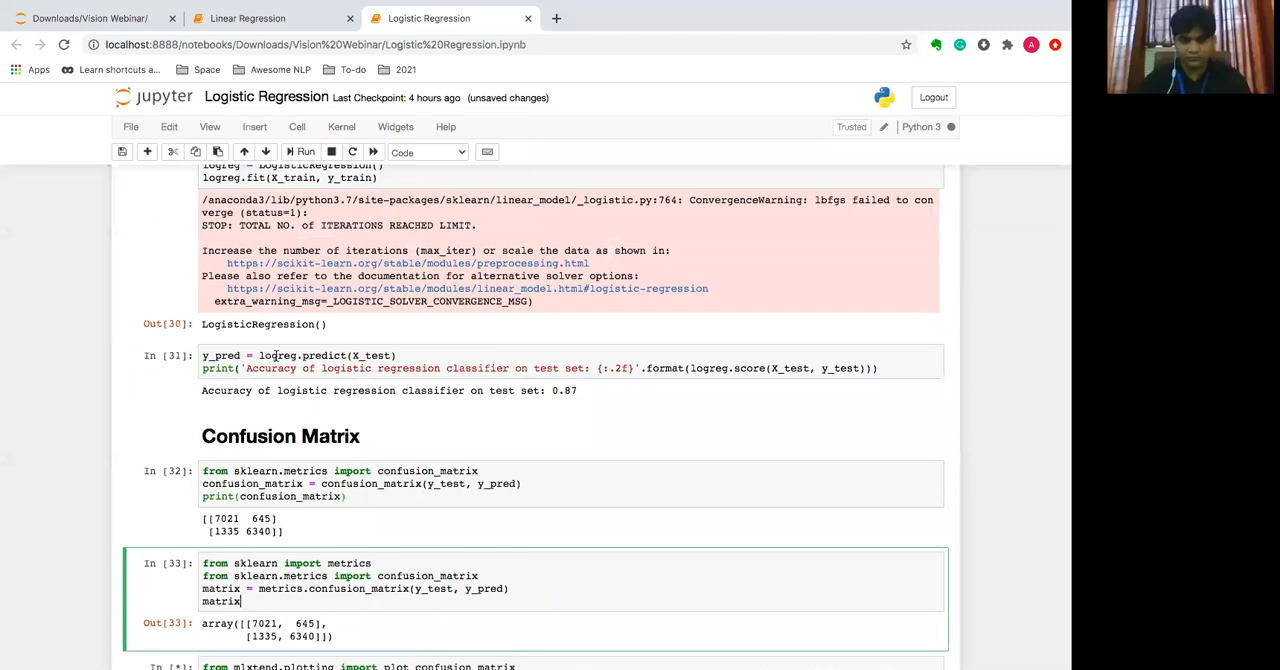 Downloads/Vision Webinar/
Linear Regression
Logistic Regression
localhost:8888/notebooks/Downloads/Vision%20Webinar/Logistic%20Regression.ipynb
A
Apps
Learn shortcuts a...
Space
Awesome NLP
To-do
2021
jupyter Logistic Regression Last Checkpoint: 4 hours ago (unsaved changes)
Logout
File Edit View Insert Cell Kernel Widgets Help
Trusted
Python 3
Run
Code
logreg = LogisticRegression()
logreg.fit(X_train, y_train)
/anaconda3/lib/python3.7/site-packages/sklearn/linear_model/_logistic.py:764: ConvergenceWarning: lbfgs failed to con
verge (status=1):
STOP: TOTAL NO. of ITERATIONS REACHED LIMIT.
Increase the number of iterations (max_iter) or scale the data as shown in:
https://scikit-learn.org/stable/modules/preprocessing.html
Please also refer to the documentation for alternative solver options:
https://scikit-learn.org/stable/modules/linear_model.html#logistic-regression
extra_warning_msg=_LOGISTIC_SOLVER_CONVERGENCE_MSG)
Out[30]: LogisticRegression()
In [31]: y_pred = logreg.predict(X_test)
print('Accuracy of logistic regression classifier on test set: {:.2f}'.format(logreg.score(X_test, y_test)))
Accuracy of logistic regression classifier on test set: 0.87
Confusion Matrix
In [32]: from sklearn.metrics import confusion_matrix
confusion_matrix = confusion_matrix(y_test, y_pred)
print(confusion_matrix)
[[7021 645]
[1335 6340]]
In [33]: from sklearn import metrics
from sklearn.metrics import confusion_matrix
matrix = metrics.confusion_matrix(y_test, y_pred)
matrix
Out[33]: array([[7021, 645],
[1335, 6340]])
In [*]: from mlxtend.plotting import plot_confusion_matrix